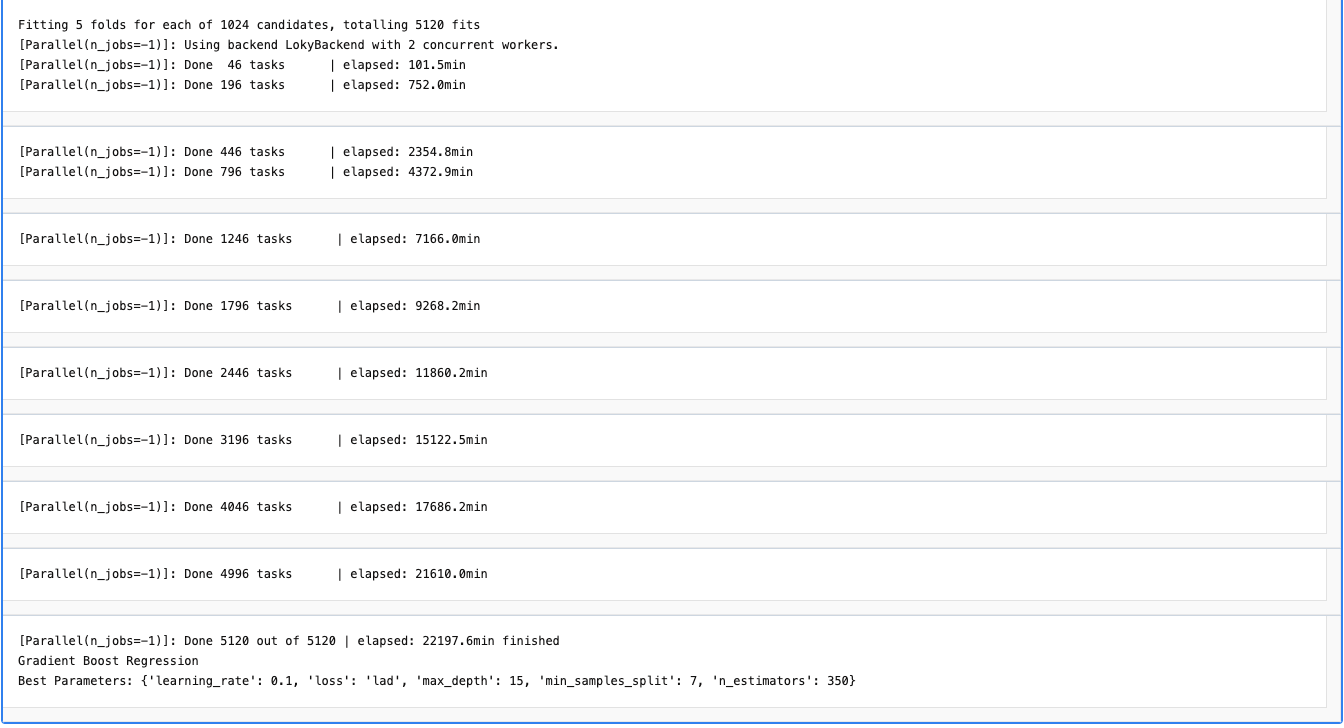 Fitting 5 folds for each of 1024 candidates, totalling 5120 fits
[Parallel(n_jobs=-1)]: Using backend LokyBackend with 2 concurrent workers.
[Parallel(n_jobs=-1)]: Done  46 tasks      | elapsed: 101.5min
[Parallel(n_jobs=-1)]: Done 196 tasks      | elapsed: 752.0min
[Parallel(n_jobs=-1)]: Done 446 tasks      | elapsed: 2354.8min
[Parallel(n_jobs=-1)]: Done 796 tasks      | elapsed: 4372.9min
[Parallel(n_jobs=-1)]: Done 1246 tasks      | elapsed: 7166.0min
[Parallel(n_jobs=-1)]: Done 1796 tasks      | elapsed: 9268.2min
[Parallel(n_jobs=-1)]: Done 2446 tasks      | elapsed: 11860.2min
[Parallel(n_jobs=-1)]: Done 3196 tasks      | elapsed: 15122.5min
[Parallel(n_jobs=-1)]: Done 4046 tasks      | elapsed: 17686.2min
[Parallel(n_jobs=-1)]: Done 4996 tasks      | elapsed: 21610.0min
[Parallel(n_jobs=-1)]: Done 5120 out of 5120 | elapsed: 22197.6min finished
Gradient Boost Regression
Best Parameters: {'learning_rate': 0.1, 'loss': 'lad', 'max_depth': 15, 'min_samples_split': 7, 'n_estimators': 350}